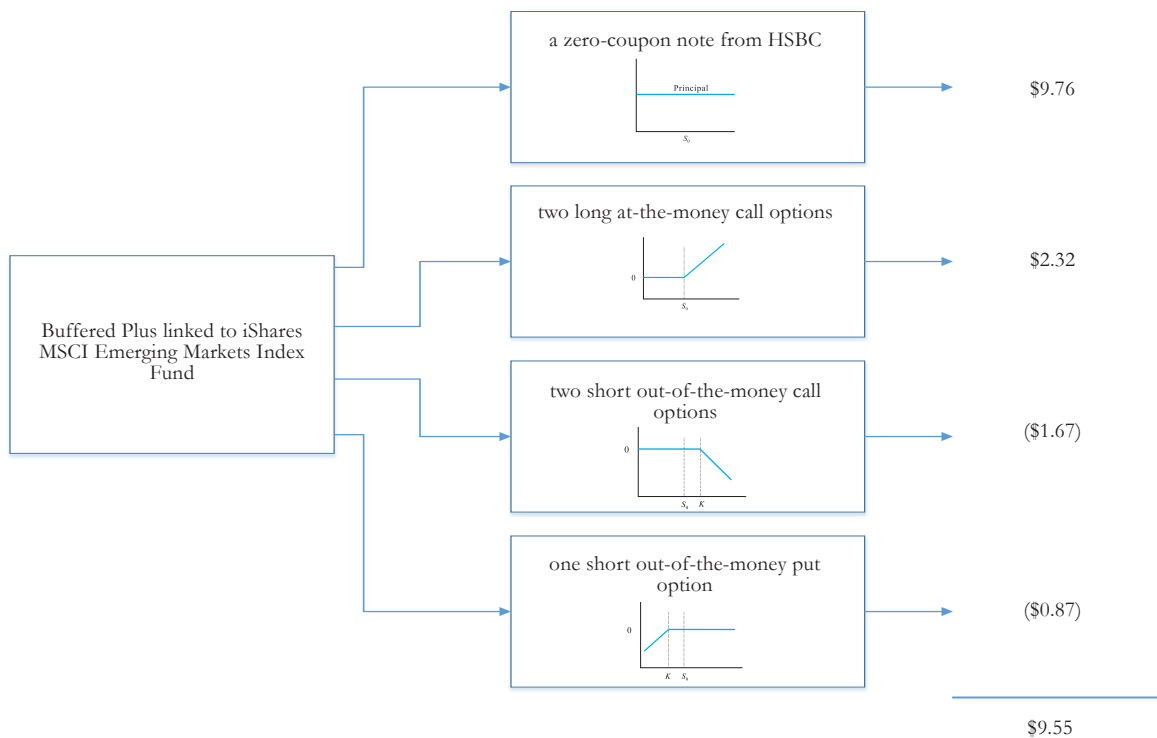 a zero-coupon note from HSBC
Principal
S₀
$9.76
two long at-the-money call options
0
S₀
$2.32
Buffered Plus linked to iShares
MSCI Emerging Markets Index
Fund
two short out-of-the-money call
options
0
S₀ K
($1.67)
one short out-of-the-money put
option
0
K S₀
($0.87)
$9.55